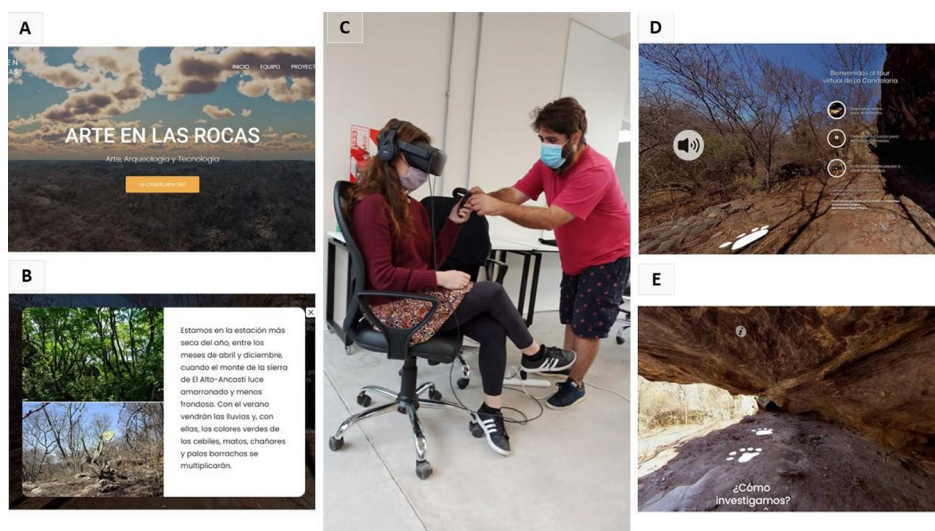 A
EN
AS
INICIO EQUIPO PROYECT
ARTE EN LAS ROCAS
Arte, Arqueología y Tecnología
LA CANDELARIA 360
B
Estamos en la estación más
seca del año, entre los
meses de abril y diciembre,
cuando el monte de la sierra
de El Alto-Ancasti luce
amarronado y menos
frondoso. Con el verano
vendrán las lluvias y, con
ellas, los colores verdes de
los cebiles, matos, chañares
y palos borrachos se
multiplicarán.
C
D
Bienvenidos al tour
virtual de La Candelaria.
E
i
¿Cómo
investigamos?